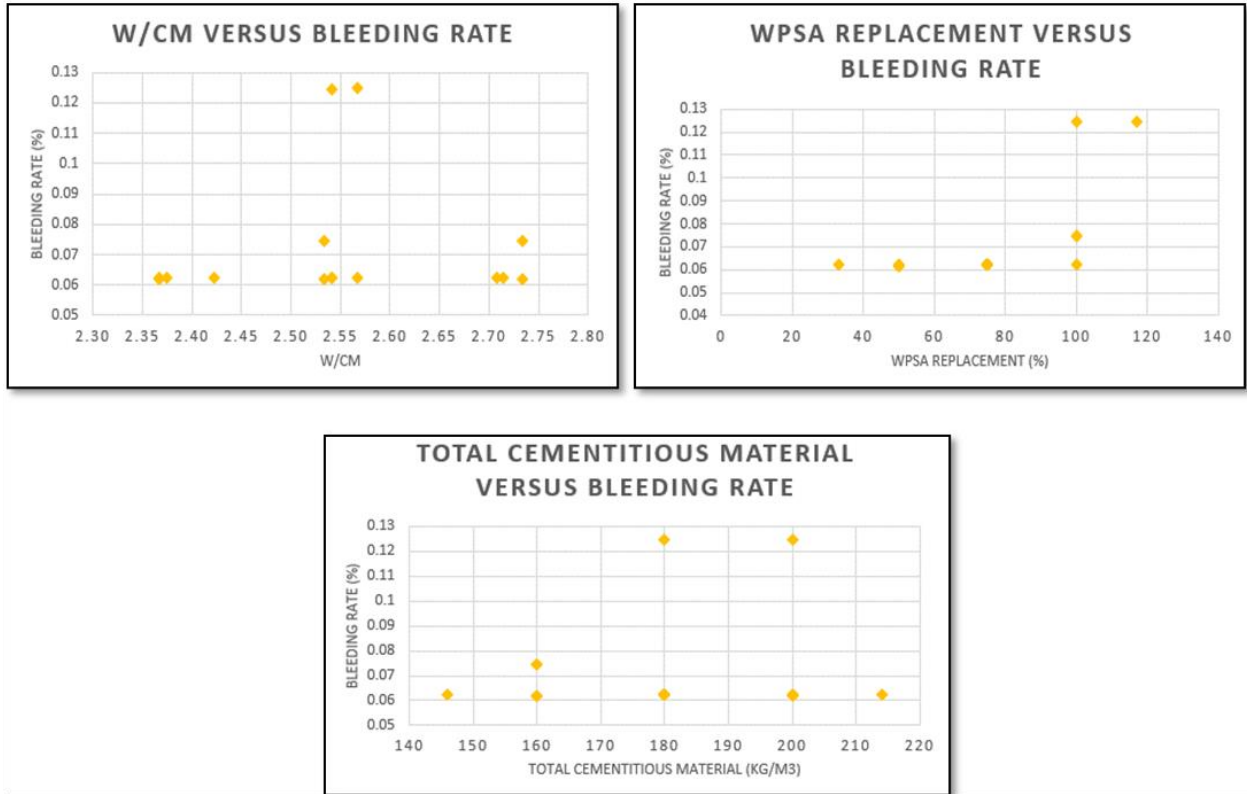 W/CM VERSUS BLEEDING RATE
BLEEDING RATE (%)
0.13
0.12
0.11
0.1
0.09
0.08
0.07
0.06
0.05
2.30 2.35 2.40 2.45 2.50 2.55 2.60 2.65 2.70 2.75 2.80
W/CM
WPSA REPLACEMENT VERSUS
BLEEDING RATE
BLEEDING RATE (%)
0.13
0.12
0.11
0.1
0.09
0.08
0.07
0.06
0.05
0.04
0 20 40 60 80 100 120 140
WPSA REPLACEMENT (%)
TOTAL CEMENTITIOUS MATERIAL
VERSUS BLEEDING RATE
BLEEDING RATE (%)
0.13
0.12
0.11
0.1
0.09
0.08
0.07
0.06
0.05
140 150 160 170 180 190 200 210 220
TOTAL CEMENTITIOUS MATERIAL (KG/M3)